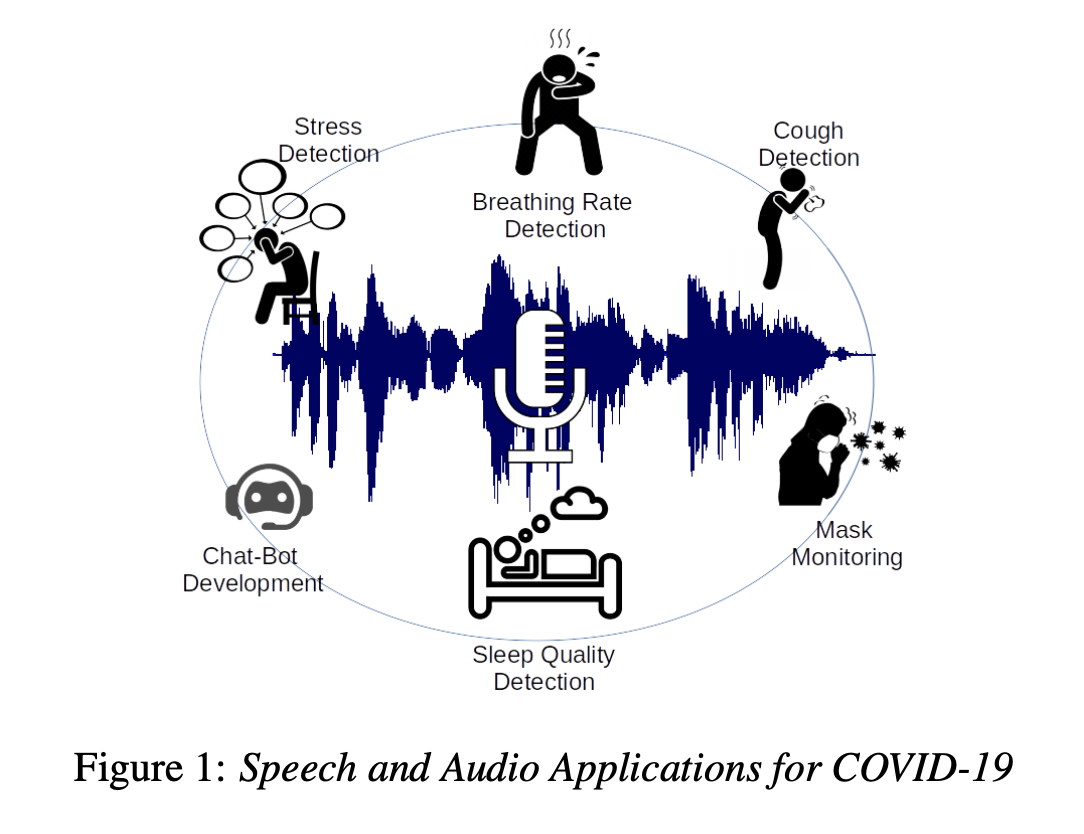 Stress
Detection
Cough
Detection
Breathing Rate
Detection
Mask
Monitoring
Chat-Bot
Development
Sleep Quality
Detection
Figure 1: Speech and Audio Applications for COVID-19